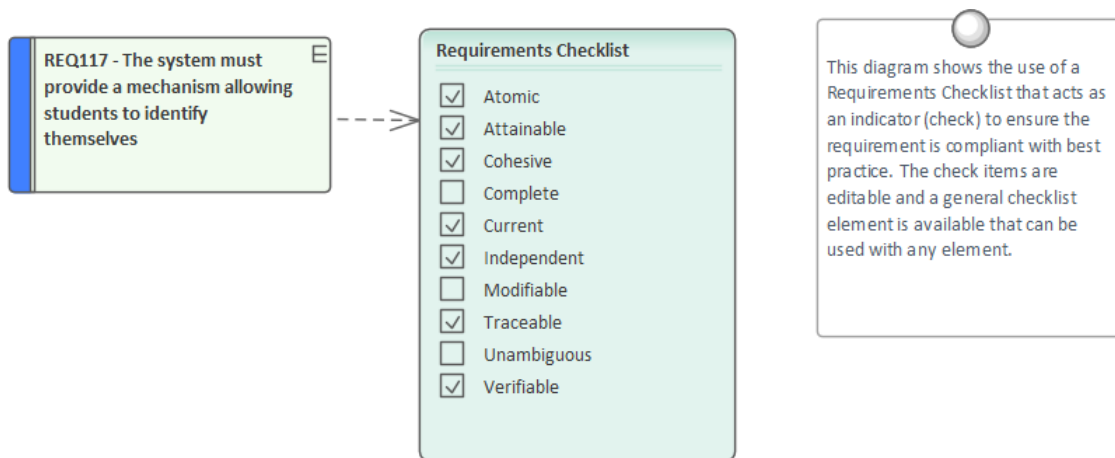 REQ117 - The system must
provide a mechanism allowing
students to identify
themselves
E
Requirements Checklist
Atomic
Attainable
Cohesive
Complete
Current
Independent
Modifiable
Traceable
Unambiguous
Verifiable
This diagram shows the use of a
Requirements Checklist that acts as
an indicator (check) to ensure the
requirement is compliant with best
practice. The check items are
editable and a general checklist
element is available that can be
used with any element.